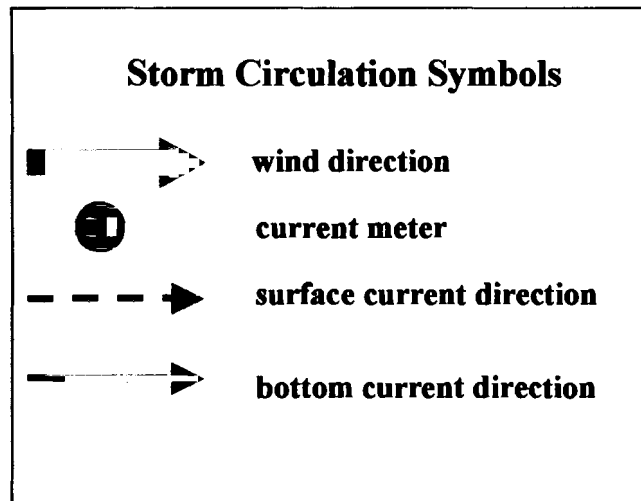 Storm Circulation Symbols
wind direction
current meter
surface current direction
bottom current direction